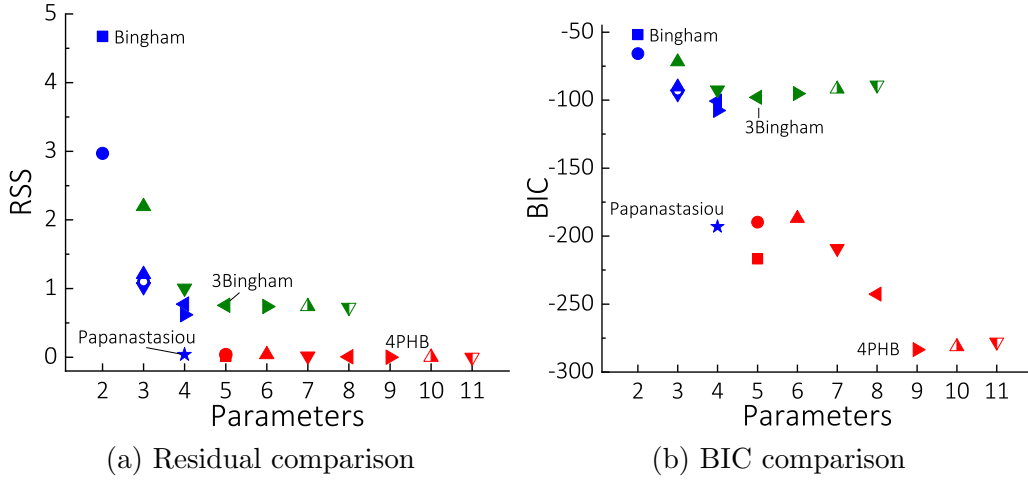 5
4
3
2
1
0
RSS
Bingham
3Bingham
Papanastasiou
4PHB
2 3 4 5 6 7 8 9 10 11
Parameters
(a) Residual comparison
-50
-100
-150
-200
-250
-300
BIC
Bingham
3Bingham
Papanastasiou
4PHB
2 3 4 5 6 7 8 9 10 11
Parameters
(b) BIC comparison